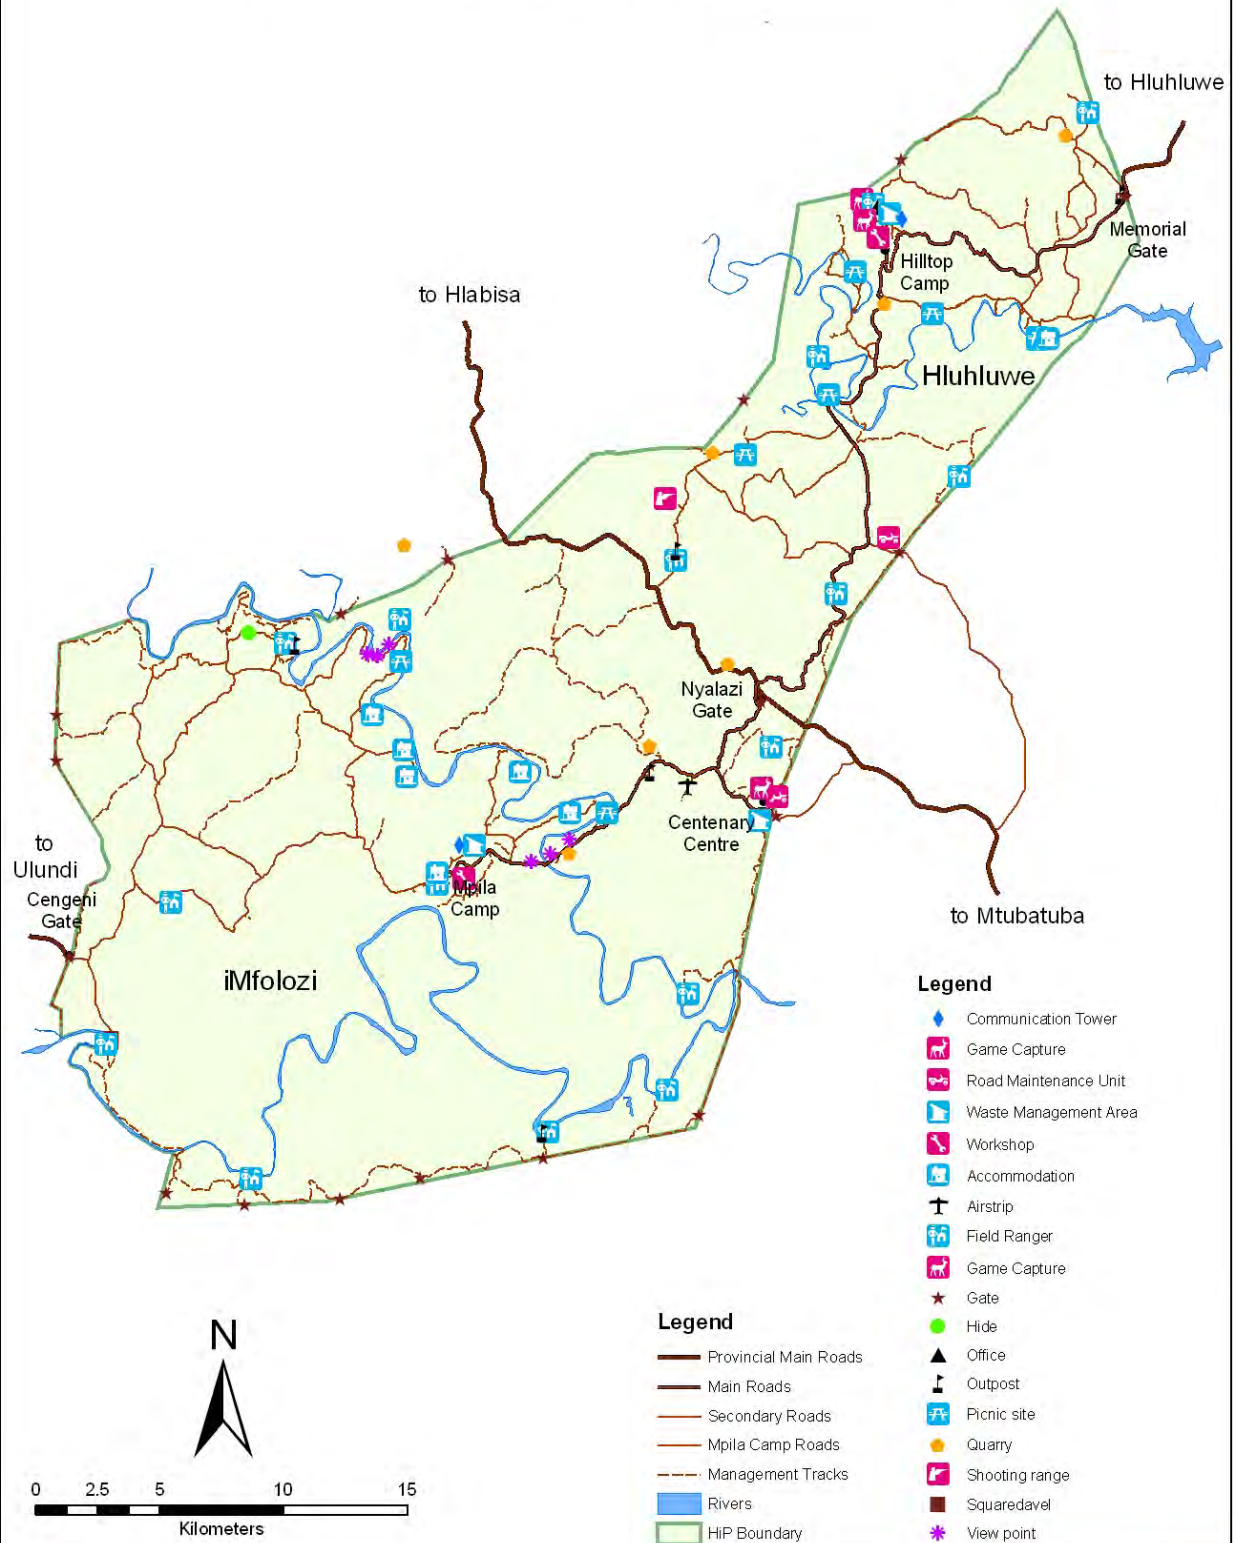 to Hluhluwe
Memorial
Gate
Hilltop
Camp
to Hlabisa
Hluhluwe
Nyalazi
Gate
Centenary
Centre
to
Ulundi
Cengeni
Gate
Mpila
Camp
to Mtubatuba
iMfolozi
Legend
Communication Tower
Game Capture
Road Maintenance Unit
Waste Management Area
Workshop
Accommodation
Airstrip
Field Ranger
Game Capture
Gate
Hide
Office
Outpost
Picnic site
Quarry
Shooting range
Squaredavel
View point
Legend
Provincial Main Roads
Main Roads
Secondary Roads
Mpila Camp Roads
Management Tracks
Rivers
HiP Boundary
N
0 2.5 5 10 15
Kilometers